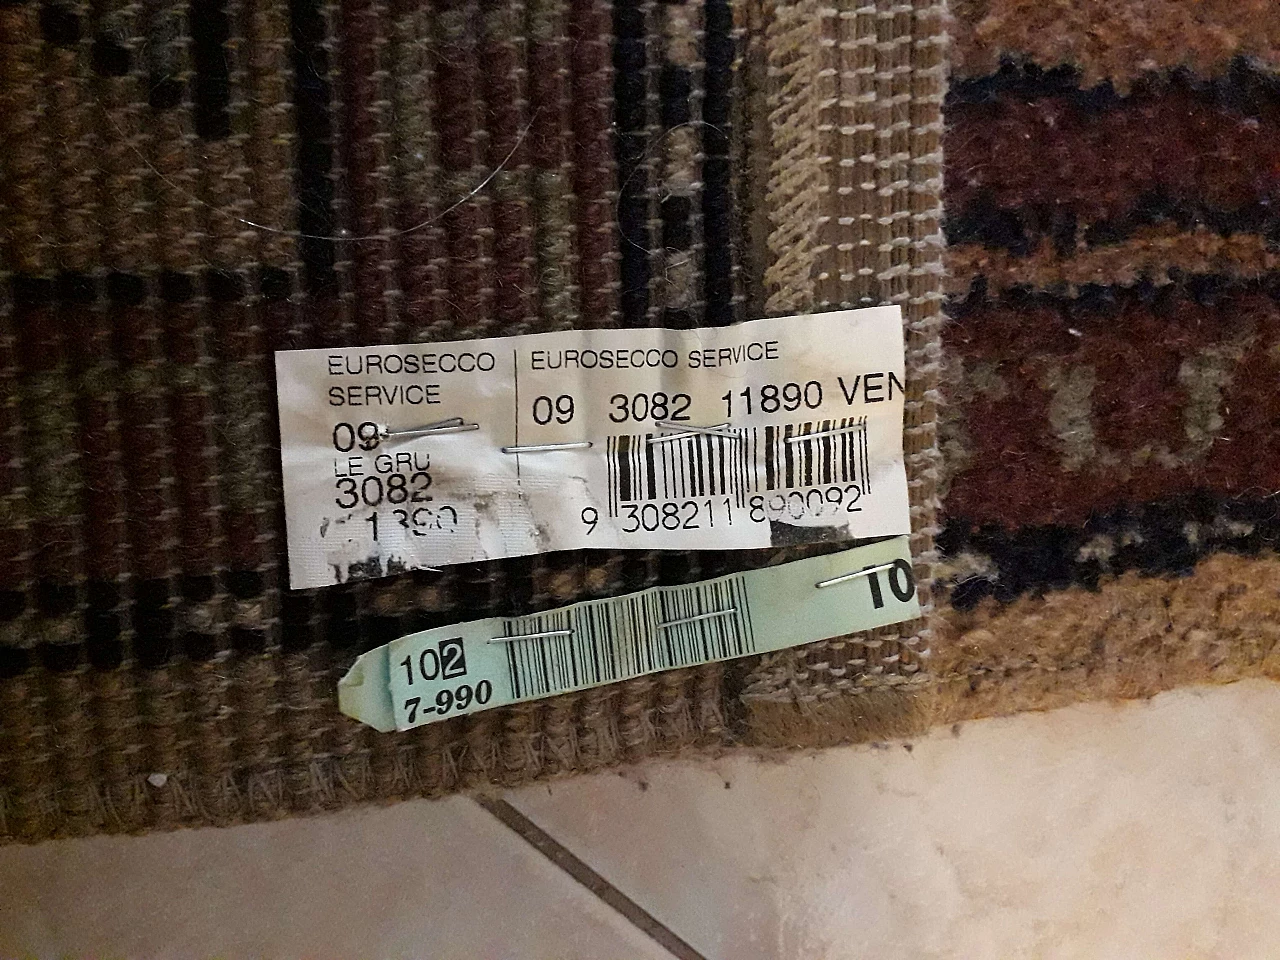 EUROSECCO
SERVICE
09
LE GRU
3082
EUROSECCO SERVICE
09 3082 11890 VEN
9 308211 890092
102
7-990
10